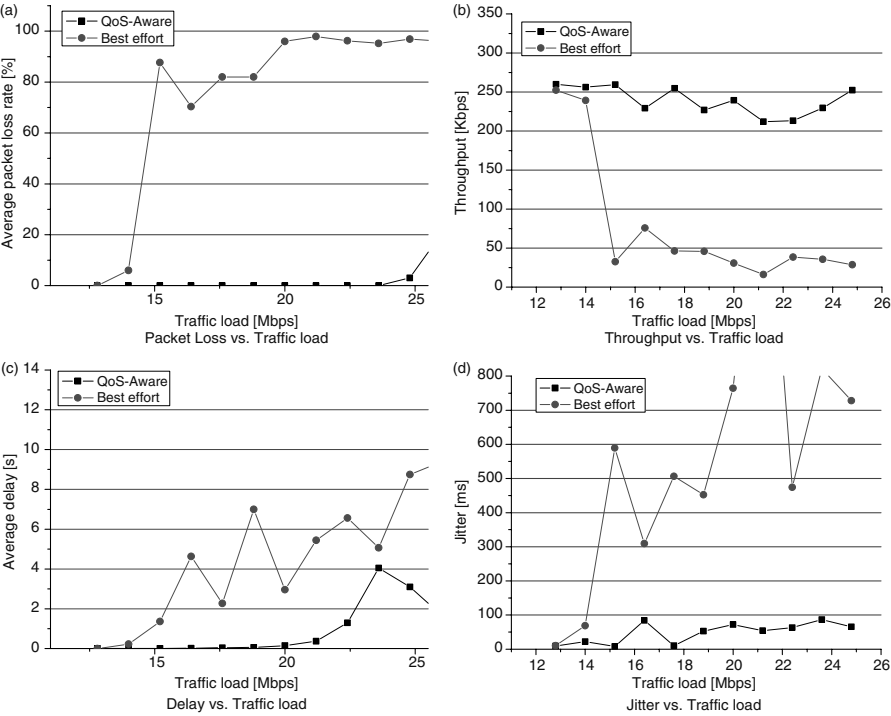 (a)
QoS-Aware
Best effort
Average packet loss rate [%]
100
80
60
40
20
0
15
20
25
Traffic load [Mbps]
Packet Loss vs. Traffic load
(b)
QoS-Aware
Best effort
Throughput [Kbps]
350
300
250
200
150
100
50
0
12
14
16
18
20
22
24
26
Traffic load [Mbps]
Throughput vs. Traffic load
(c)
QoS-Aware
Best effort
Average delay [s]
14
12
10
8
6
4
2
0
15
20
25
Traffic load [Mbps]
Delay vs. Traffic load
(d)
QoS-Aware
Best effort
Jitter [ms]
800
700
600
500
400
300
200
100
0
12
14
16
18
20
22
24
26
Traffic load [Mbps]
Jitter vs. Traffic load